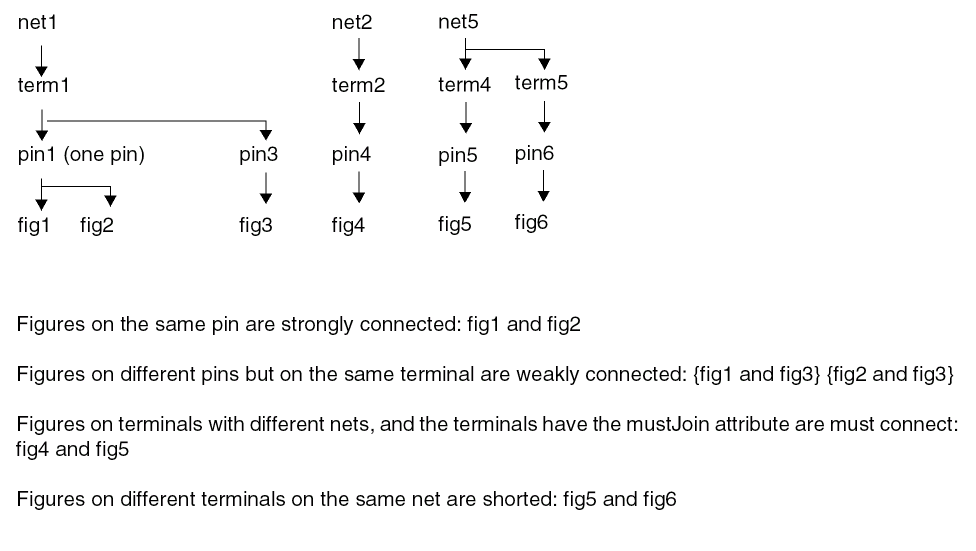 net1 net2 net5
term1 term2 term4 term5
pin1 (one pin) pin3 pin4 pin5 pin6
fig1 fig2 fig3 fig4 fig5 fig6
Figures on the same pin are strongly connected: fig1 and fig2
Figures on different pins but on the same terminal are weakly connected: {fig1 and fig3} {fig2 and fig3}
Figures on terminals with different nets, and the terminals have the mustJoin attribute are must connect:
fig4 and fig5
Figures on different terminals on the same net are shorted: fig5 and fig6